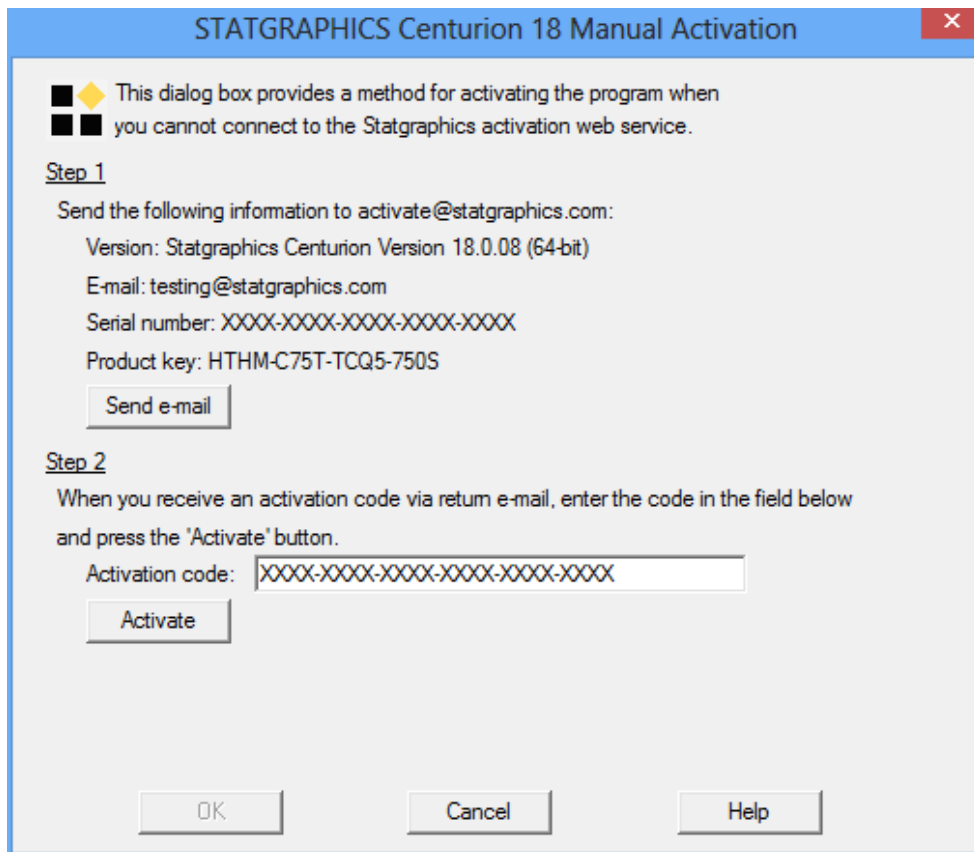 STATGRAPHICS Centurion 18 Manual Activation
This dialog box provides a method for activating the program when
you cannot connect to the Statgraphics activation web service.
Step 1
Send the following information to activate@statgraphics.com:
Version: Statgraphics Centurion Version 18.0.08 (64-bit)
E-mail: testing@statgraphics.com
Serial number: XXXX-XXXX-XXXX-XXXX-XXXX
Product key: HTHM-C75T-TCQ5-750S
Send e-mail
Step 2
When you receive an activation code via return e-mail, enter the code in the field below
and press the 'Activate' button.
Activation code: XXXX-XXXX-XXXX-XXXX-XXXX-XXXX
Activate
OK Cancel Help